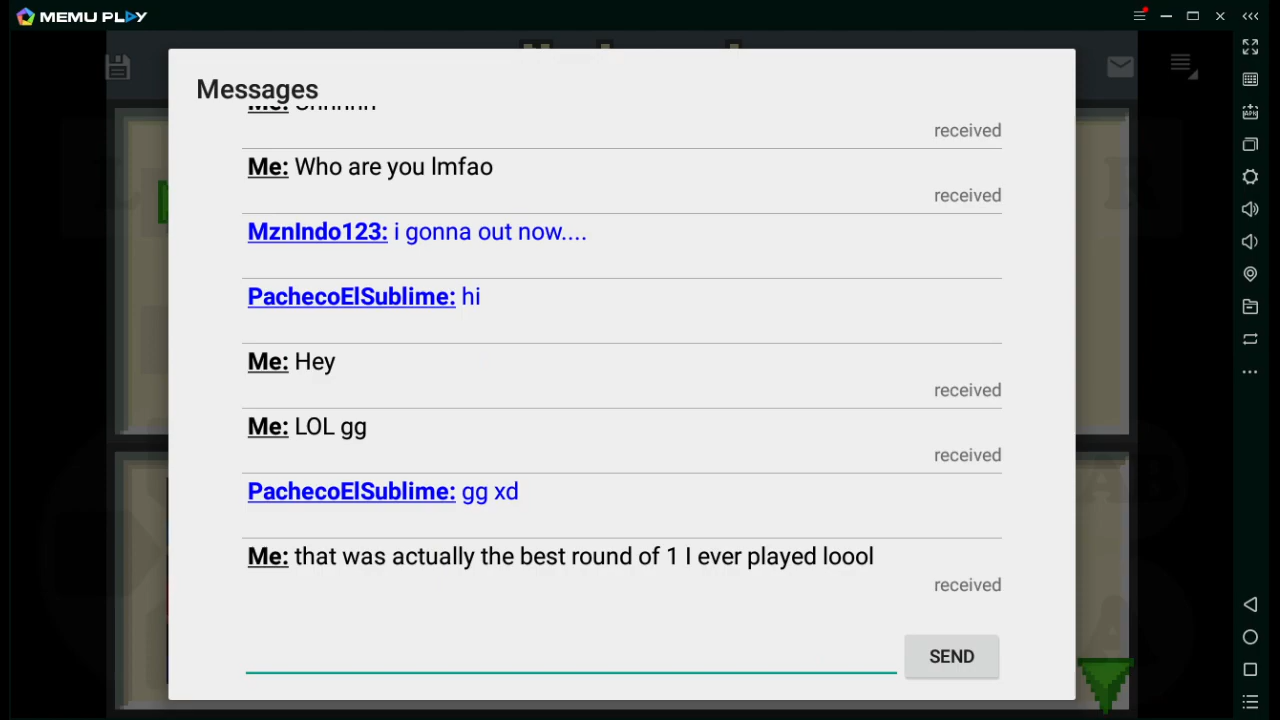 MEMU PLAY
Messages
received
Me: Who are you lmfao
received
MznIndo123: i gonna out now....
PachecoElSublime: hi
Me: Hey
received
Me: LOL gg
received
PachecoElSublime: gg xd
Me: that was actually the best round of 1 I ever played loool
received
SEND